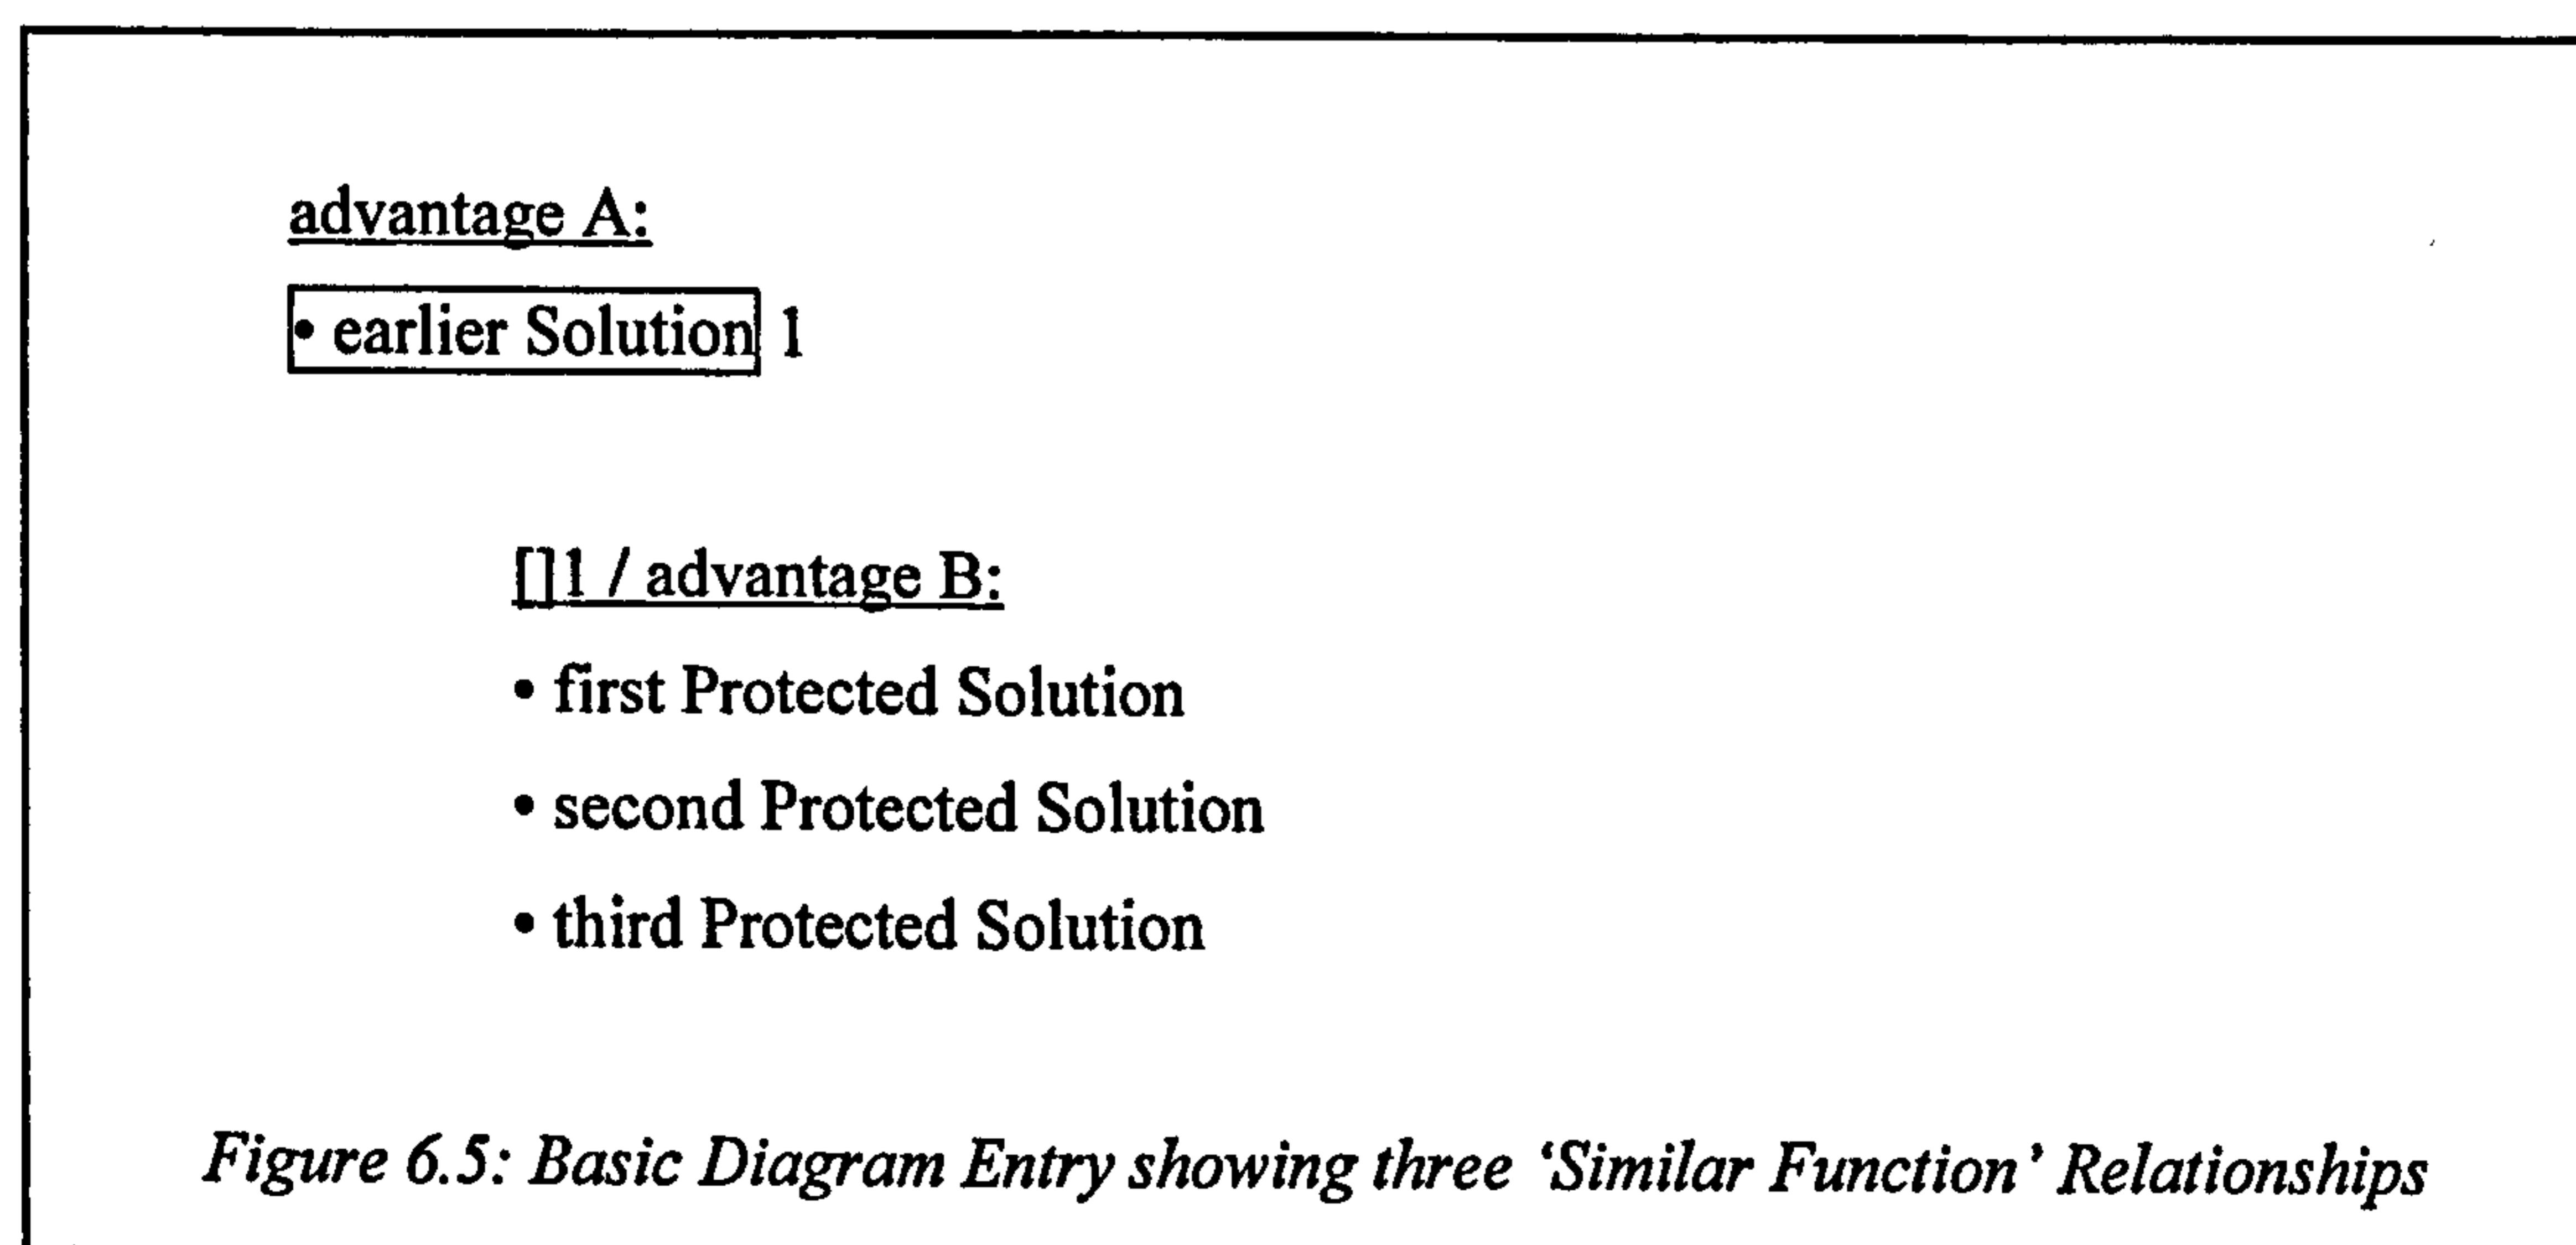 advantage A:
• earlier Solution 1
[]1 / advantage B:
• first Protected Solution
• second Protected Solution
• third Protected Solution
Figure 6.5: Basic Diagram Entry showing three ‘Similar Function’ Relationships